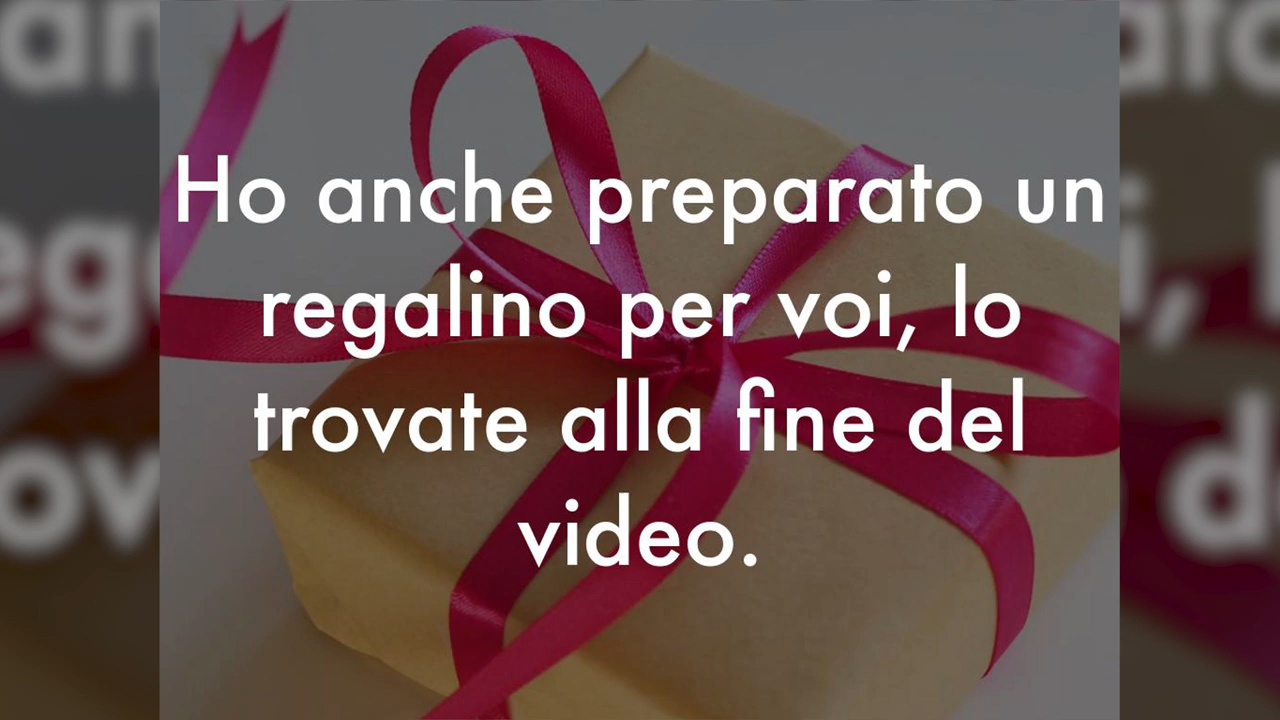 Ho anche preparato un
regalino per voi, lo
trovate alla fine del
video.